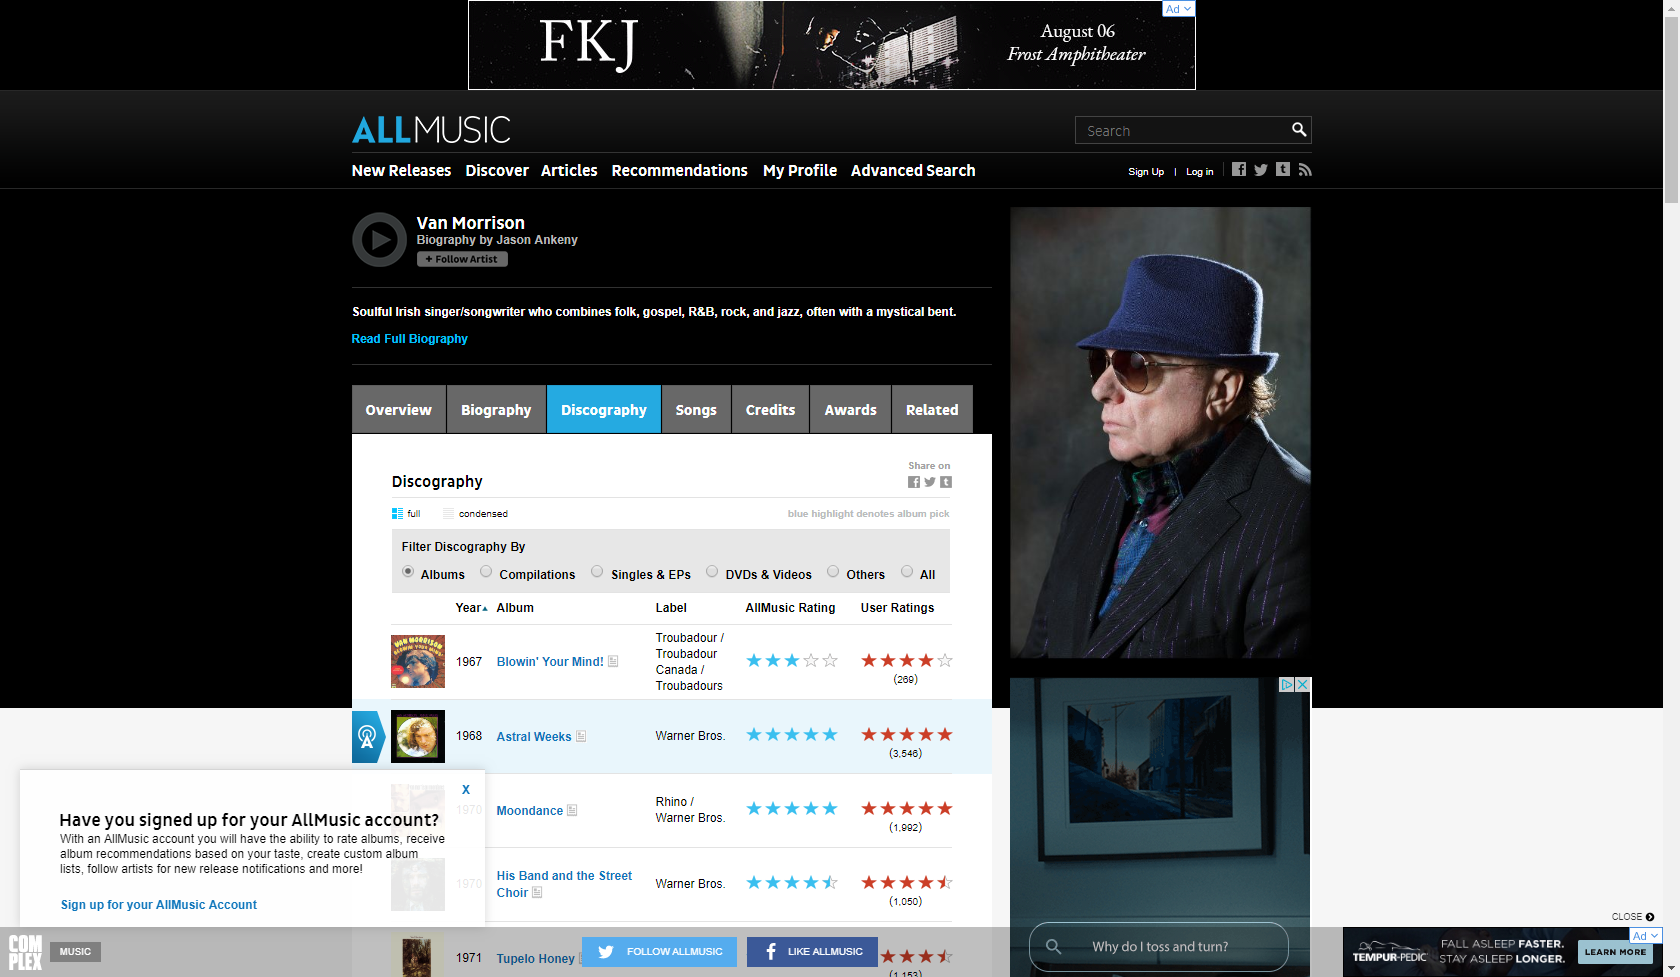 FKJ
August 06
Frost Amphitheater
Ad
ALLMUSIC
Search
New Releases Discover Articles Recommendations My Profile Advanced Search
Sign Up | Log in
Van Morrison
Biography by Jason Ankeny
+ Follow Artist
Soulful Irish singer/songwriter who combines folk, gospel, R&B, rock, and jazz, often with a mystical bent.
Read Full Biography
Overview Biography Discography Songs Credits Awards Related
Share on
Discography
full condensed blue highlight denotes album pick
Filter Discography By
Albums Compilations Singles & EPs DVDs & Videos Others All
Year Album Label AllMusic Rating User Ratings
VAN MORRISON
BLOWIN' YOUR MIND!
1967 Blowin' Your Mind!
Troubadour /
Troubadour
Canada /
Troubadours
(269)
1968 Astral Weeks Warner Bros.
(3,546)
1970 Moondance
Rhino /
Warner Bros.
(1,992)
1970 His Band and the Street
Choir
Warner Bros.
(1,050)
1971 Tupelo Honey
(1,153)
X
Have you signed up for your AllMusic account?
With an AllMusic account you will have the ability to rate albums, receive
album recommendations based on your taste, create custom album
lists, follow artists for new release notifications and more!
Sign up for your AllMusic Account
COM
PLEX
MUSIC
FOLLOW ALLMUSIC
LIKE ALLMUSIC
Why do I toss and turn?
CLOSE
Ad
TEMPUR-PEDIC
FALL ASLEEP FASTER.
STAY ASLEEP LONGER.
LEARN MORE